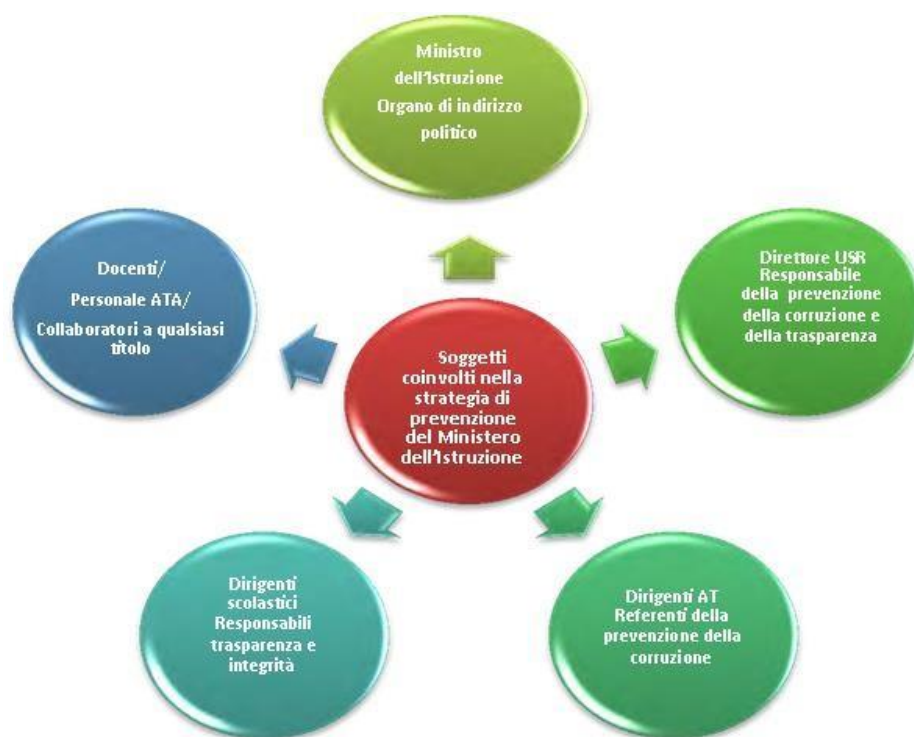 Ministro
dell'Istruzione
Organo di indirizzo
politico
Direttore USR
Responsabile
della prevenzione
della corruzione e
della trasparenza
Docenti/
Personale ATA/
Collaboratori a qualsiasi
titolo
Soggetti
coinvolti nella
strategia di
prevenzione
del Ministero
dell'Istruzione
Dirigenti
scolastici
Responsabili
trasparenza e
integrità
Dirigenti AT
Referenti della
prevenzione della
corruzione